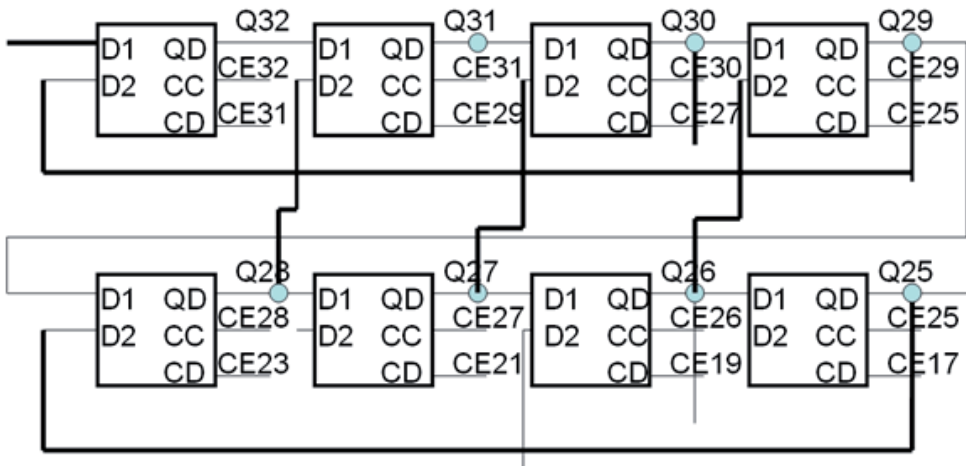 Q32 Q31 Q30 Q29
D1 QD D1 QD D1 QD D1 QD
CE32 CE31 CE30 CE29
D2 CC D2 CC D2 CC D2 CC
CE31 CE29 CE27 CE25
CD CD CD CD
Q28 Q27 Q26 Q25
D1 QD D1 QD D1 QD D1 QD
CE28 CE27 CE26 CE25
D2 CC D2 CC D2 CC D2 CC
CE23 CE21 CE19 CE17
CD CD CD CD